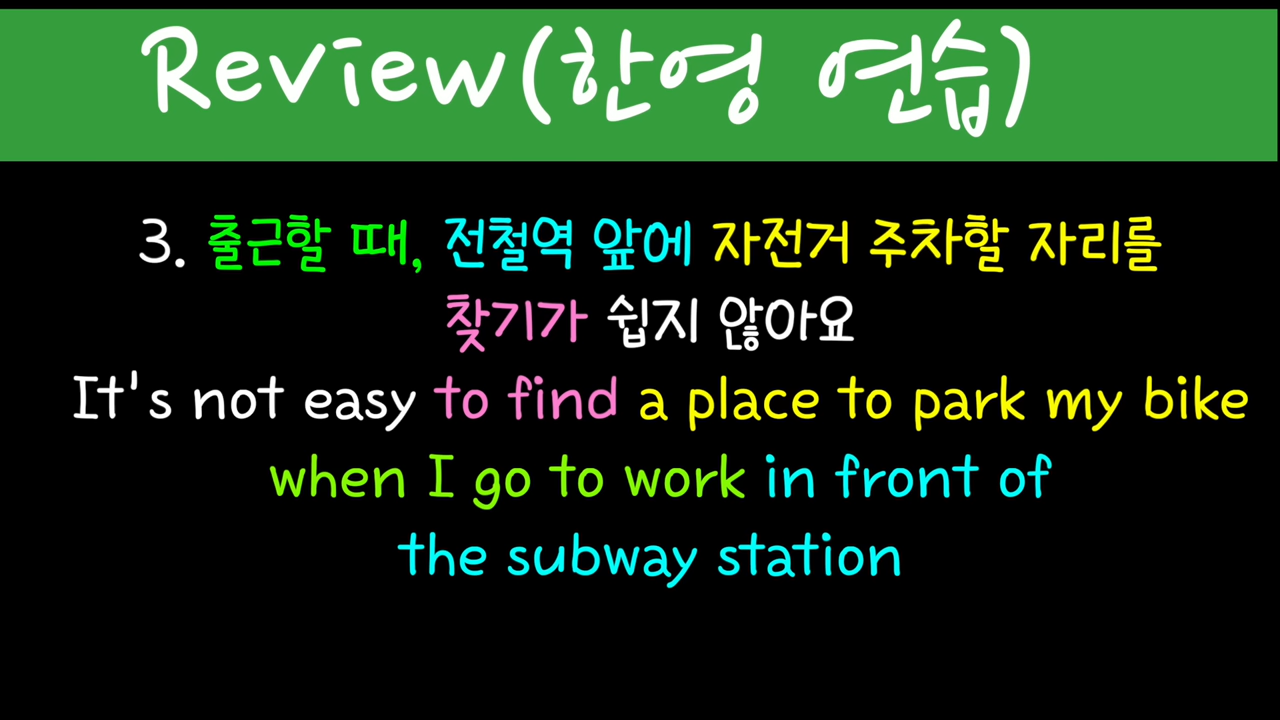 Review(한영 연습)
3. 출근할 때, 전철역 앞에 자전거 주차할 자리를
찾기가 쉽지 않아요
It's not easy to find a place to park my bike
when I go to work in front of
the subway station